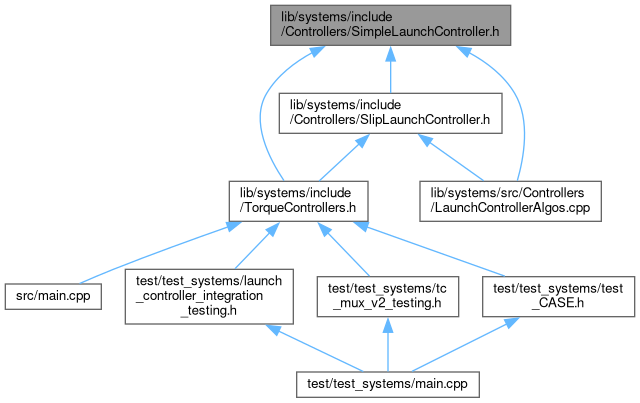 lib/systems/include
/Controllers/SimpleLaunchController.h
lib/systems/include
/Controllers/SlipLaunchController.h
lib/systems/include
/TorqueControllers.h
lib/systems/src/Controllers
/LaunchControllerAlgos.cpp
src/main.cpp
test/test_systems/launch
_controller_integration
_testing.h
test/test_systems/tc
_mux_v2_testing.h
test/test_systems/test
_CASE.h
test/test_systems/main.cpp